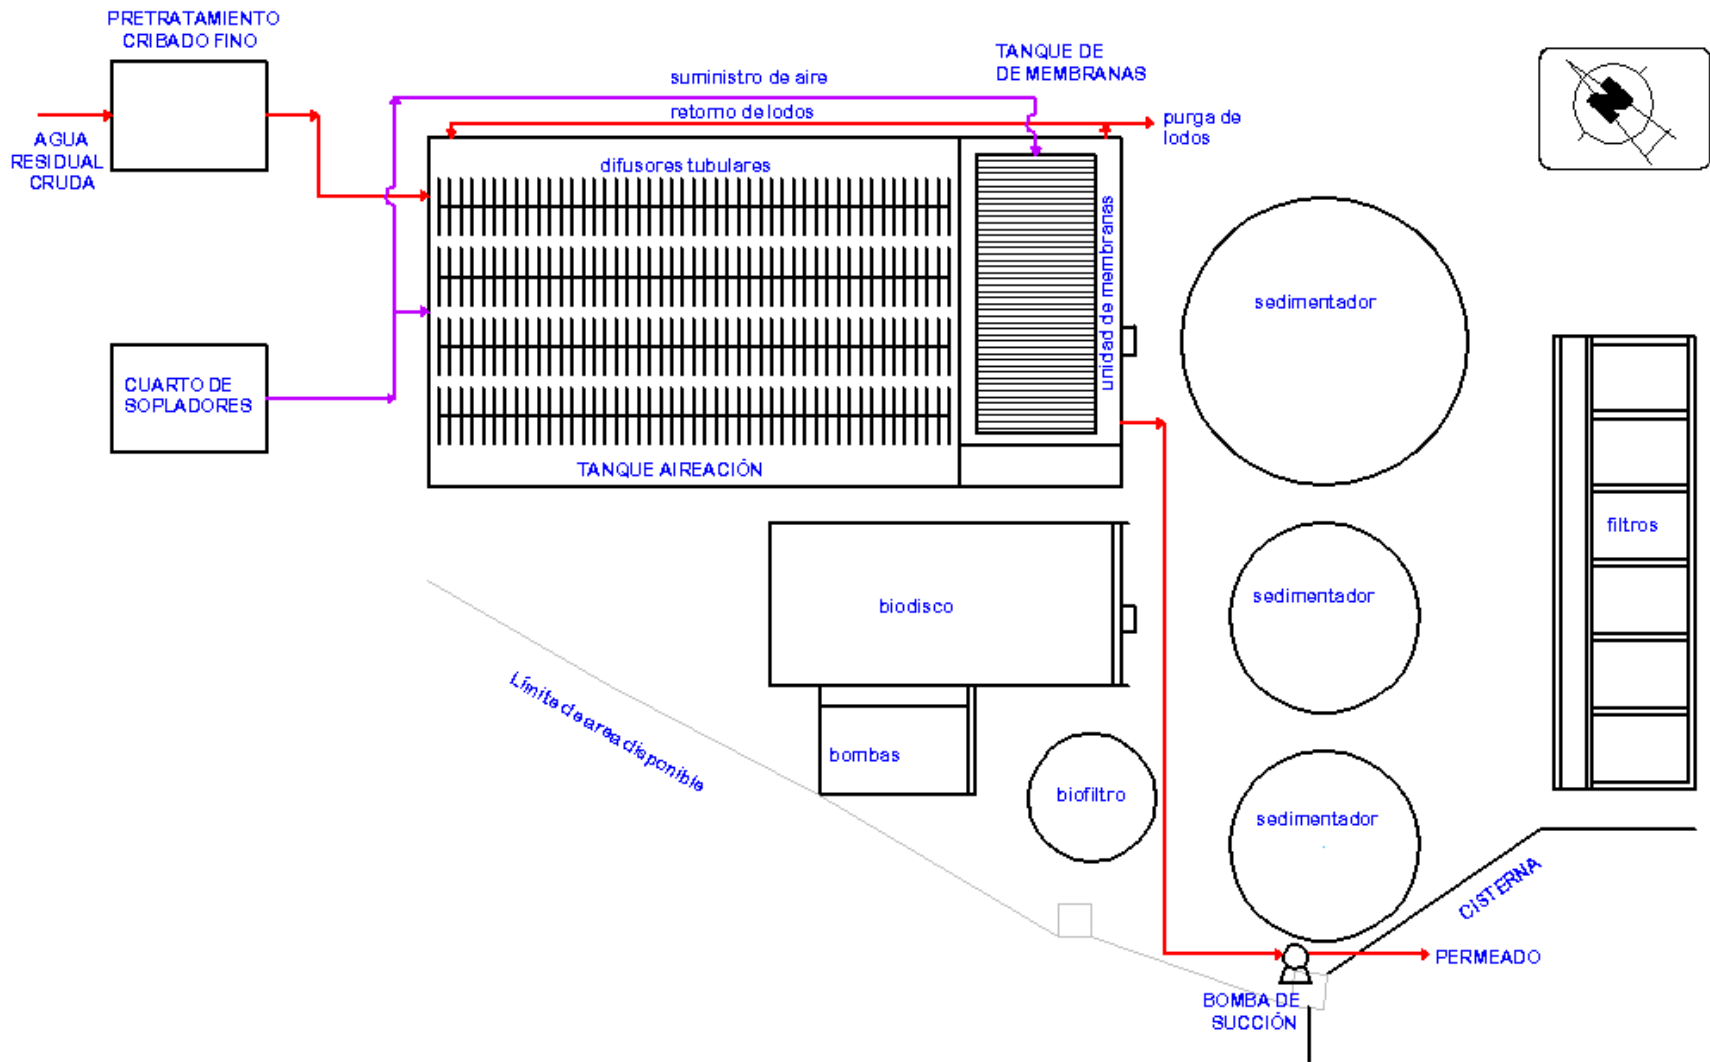 PRETRATAMIENTO
CRIBADO FINO
TANQUE DE
DE MEMBRANAS
suministro de aire
retorno de lodos
purga de
lodos
N
AGUA
RESIDUAL
CRUDA
difusores tubulares
unidad de membranas
sedimentador
CUARTO DE
SOPLADORES
TANQUE AIREACIÓN
filtros
biodisco
sedimentador
Límite de area disponible
bombas
biofiltro
sedimentador
CISTERNA
PERMEADO
BOMBA DE
SUCCIÓN